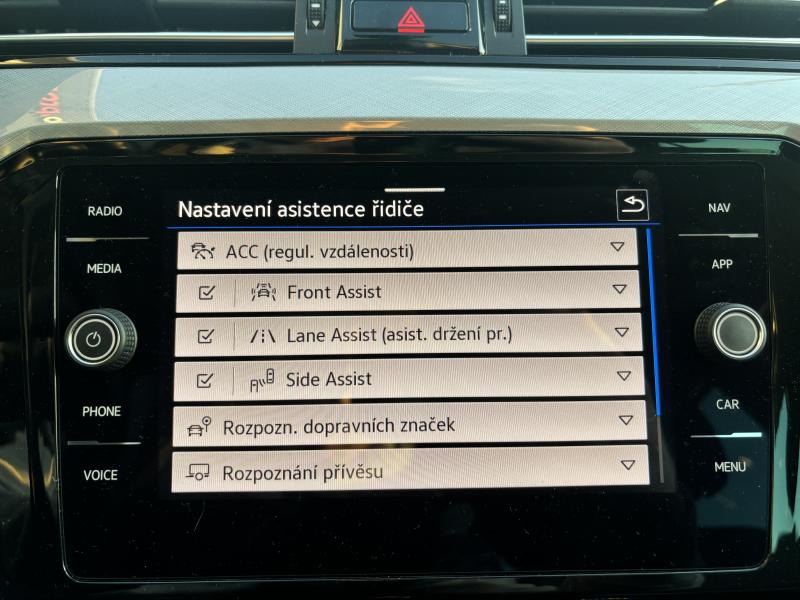 RADIO
MEDIA
PHONE
VOICE
Nastavení asistence řidiče
ACC (regul. vzdálenosti)
Front Assist
Lane Assist (asist. držení pr.)
Side Assist
Rozpozn. dopravních značek
Rozpoznání přívěsu
NAV
APP
CAR
MENU